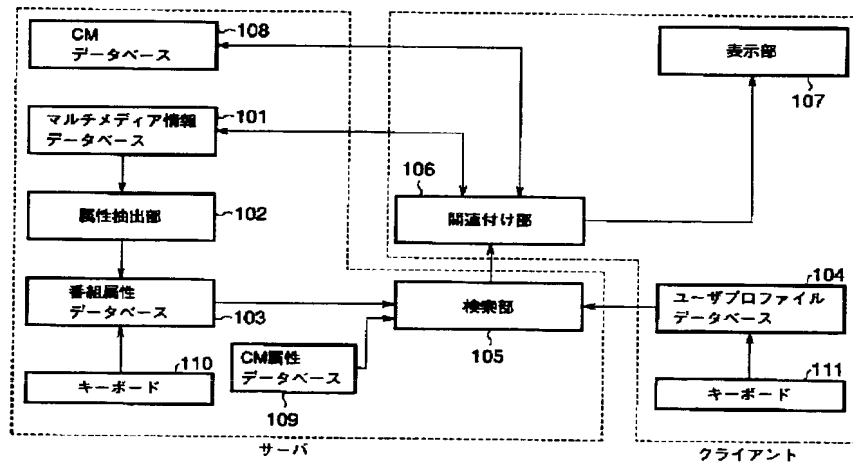 CM
データベース
108
表示部
107
マルチメディア情報
データベース
101
106
属性抽出部
102
関連付け部
104
番組属性
データベース
103
検索部
105
ユーザプロファイル
データベース
110
キーボード
CM属性
データベース
109
111
キーボード
サーバ
クライアント